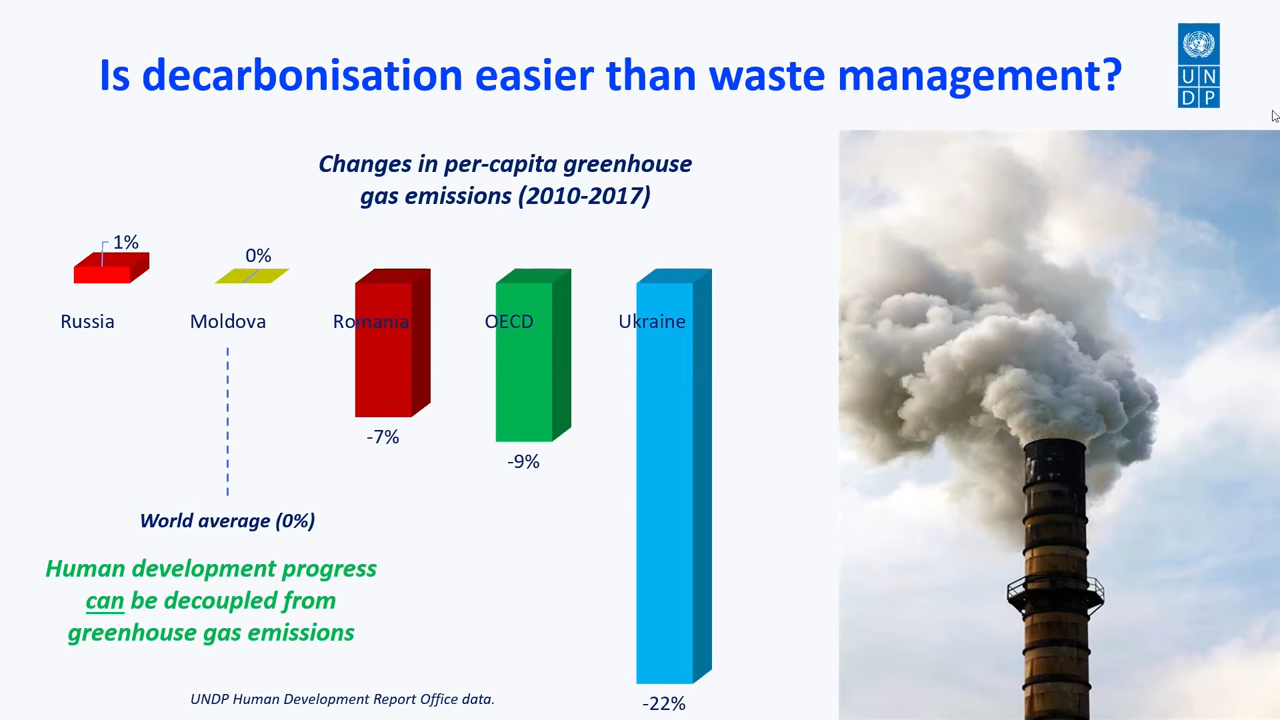 Is decarbonisation easier than waste management?
UN
DP
Changes in per-capita greenhouse
gas emissions (2010-2017)
1%
0%
Russia
Moldova
Romania
OECD
Ukraine
-7%
-9%
World average (0%)
Human development progress
can be decoupled from
greenhouse gas emissions
UNDP Human Development Report Office data.
-22%